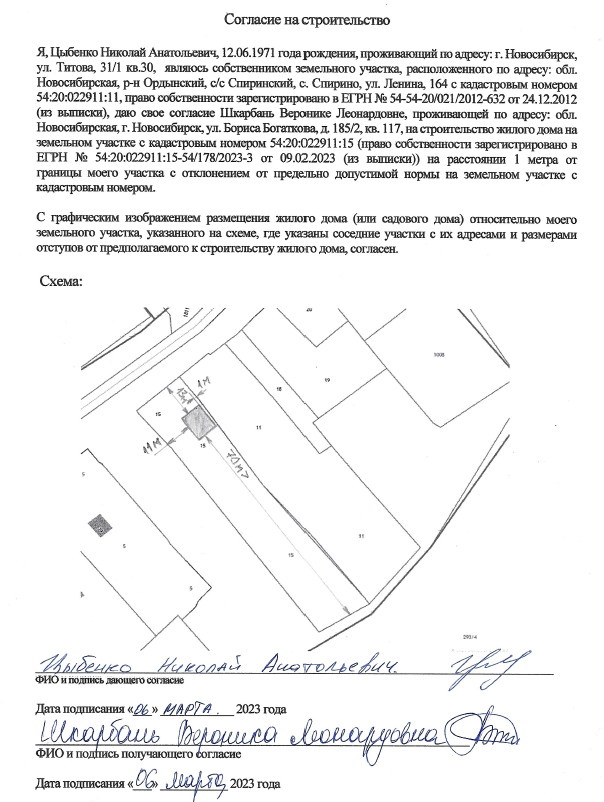 Согласие на строительство
Я, Цыбенко Николай Анатольевич, 12.06.1971 года рождения, проживающий по адресу: г. Новосибирск,
ул. Титова, 31/1 кв.30, являюсь собственником земельного участка, расположенного по адресу: обл.
Новосибирская, р-н Ордынский, с/с Спиринский, с. Спирино, ул. Ленина, 164 с кадастровым номером
54:20:022911:11, право собственности зарегистрировано в ЕГРН № 54-54-20/021/2012-632 от 24.12.2012
(из выписки), даю свое согласие Шкарбань Веронике Леонардовне, проживающей по адресу: обл.
Новосибирская, г. Новосибирск, ул. Бориса Богаткова, д. 185/2, кв. 117, на строительство жилого дома на
земельном участке с кадастровым номером 54:20:022911:15 (право собственности зарегистрировано в
ЕГРН № 54:20:022911:15-54/178/2023-3 от 09.02.2023 (из выписки)) на расстоянии 1 метра от
границы моего участка с отклонением от предельно допустимой нормы на земельном участке с
кадастровым номером.
С графическим изображением размещения жилого дома (или садового дома) относительно моего
земельного участка, указанного на схеме, где указаны соседние участки с их адресами и размерами
отступов от предполагаемого к строительству жилого дома, согласен.
Схема:
20
1005
19
1М
18
15
11
11М
15
70м
5
5
11
15
5
293/4
Цыбенко Николай Анатольевич.
ФИО и подпись дающего согласие
Дата подписания «06» МАРТА. 2023 года
Шкарбань Вероника Леонардовна
ФИО и подпись получающего согласие
Дата подписания «06» марта 2023 года